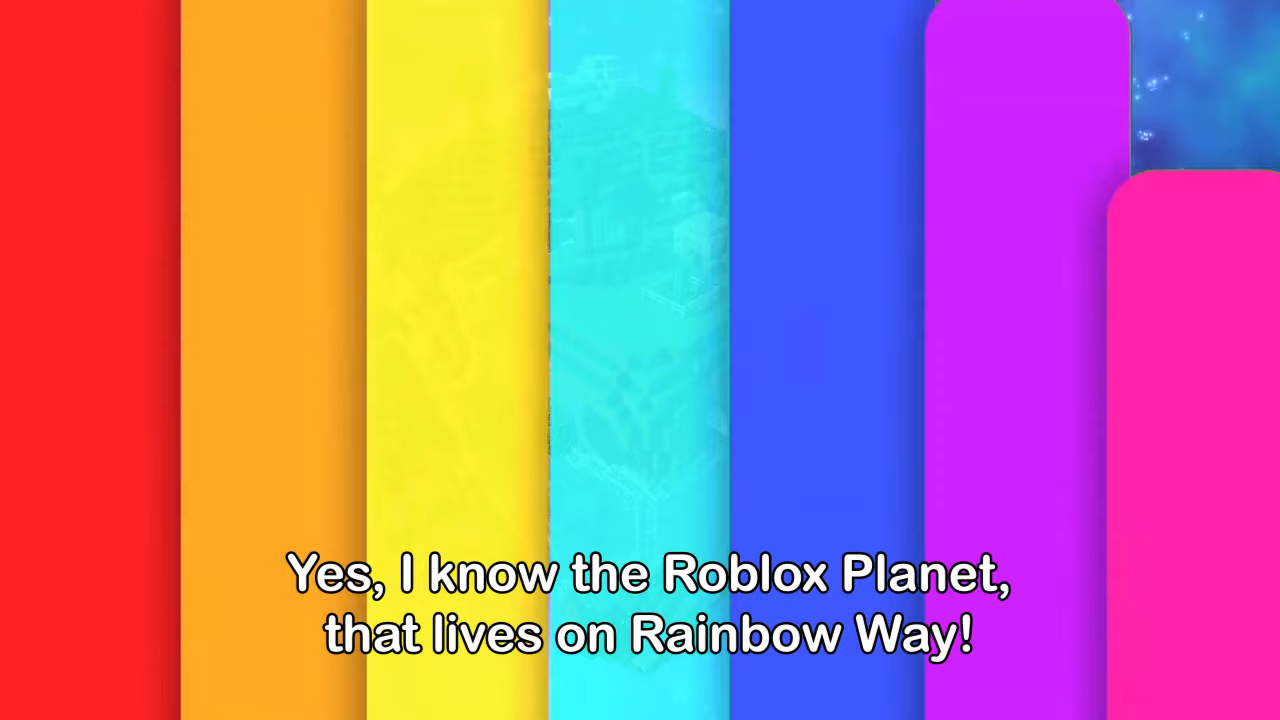 Yes, I know the Roblox Planet,
that lives on Rainbow Way!